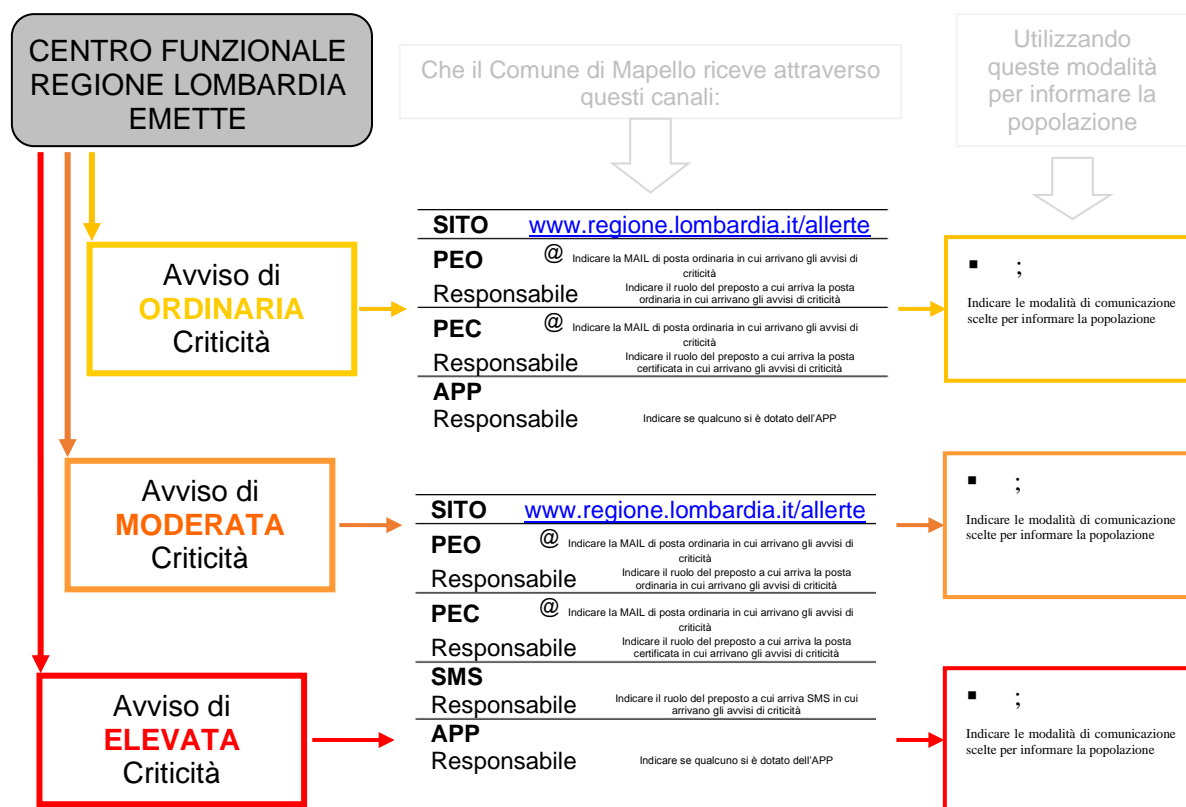 CENTRO FUNZIONALE
REGIONE LOMBARDIA
EMETTE
Che il Comune di Mapello riceve attraverso
questi canali:
Utilizzando
queste modalità
per informare la
popolazione
Avviso di
ORDINARIA
Criticità
SITO www.regione.lombardia.it/allerte
PEO @ Indicare la MAIL di posta ordinaria in cui arrivano gli avvisi di
criticità
Responsabile Indicare il ruolo del preposto a cui arriva la posta
ordinaria in cui arrivano gli avvisi di criticità
PEC @ Indicare la MAIL di posta ordinaria in cui arrivano gli avvisi di
criticità
Responsabile Indicare il ruolo del preposto a cui arriva la posta
certificata in cui arrivano gli avvisi di criticità
APP
Responsabile Indicare se qualcuno si è dotato dell'APP
▪ ;
Indicare le modalità di comunicazione
scelte per informare la popolazione
Avviso di
MODERATA
Criticità
SITO www.regione.lombardia.it/allerte
PEO @ Indicare la MAIL di posta ordinaria in cui arrivano gli avvisi di
criticità
Responsabile Indicare il ruolo del preposto a cui arriva la posta
ordinaria in cui arrivano gli avvisi di criticità
PEC @ Indicare la MAIL di posta ordinaria in cui arrivano gli avvisi di
criticità
Responsabile Indicare il ruolo del preposto a cui arriva la posta
certificata in cui arrivano gli avvisi di criticità
SMS
Responsabile Indicare il ruolo del preposto a cui arriva SMS in cui
arrivano gli avvisi di criticità
APP
Responsabile Indicare se qualcuno si è dotato dell'APP
▪ ;
Indicare le modalità di comunicazione
scelte per informare la popolazione
Avviso di
ELEVATA
Criticità
▪ ;
Indicare le modalità di comunicazione
scelte per informare la popolazione